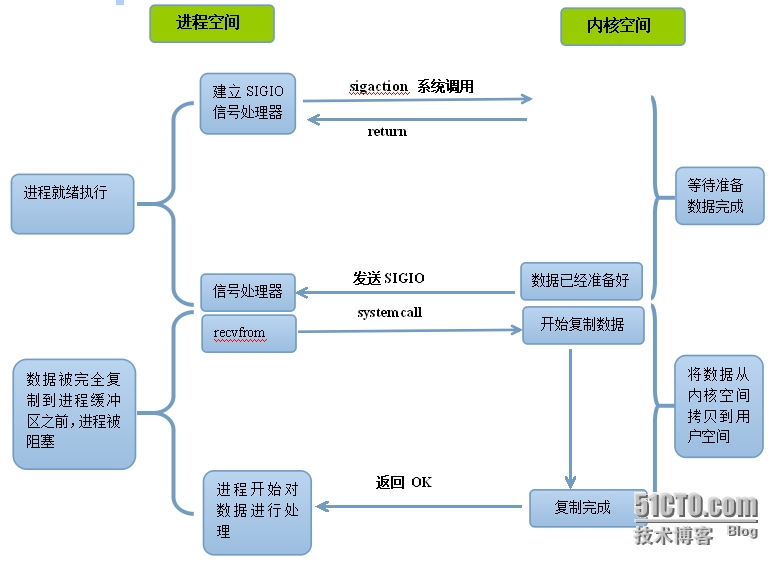 进程空间
内核空间
建立 SIGIO
信号处理器
sigaction 系统调用
return
进程就绪执行
等待准备
数据完成
信号处理器
发送 SIGIO
数据已经准备好
recvfrom
systemcall
开始复制数据
数据被完全复
制到进程缓冲
区之前,进程被
阻塞
将数据从
内核空间
拷贝到用
户空间
进程开始对
数据进行处
理
返回 OK
复制完成
51CTO.com
技术博客 Blog